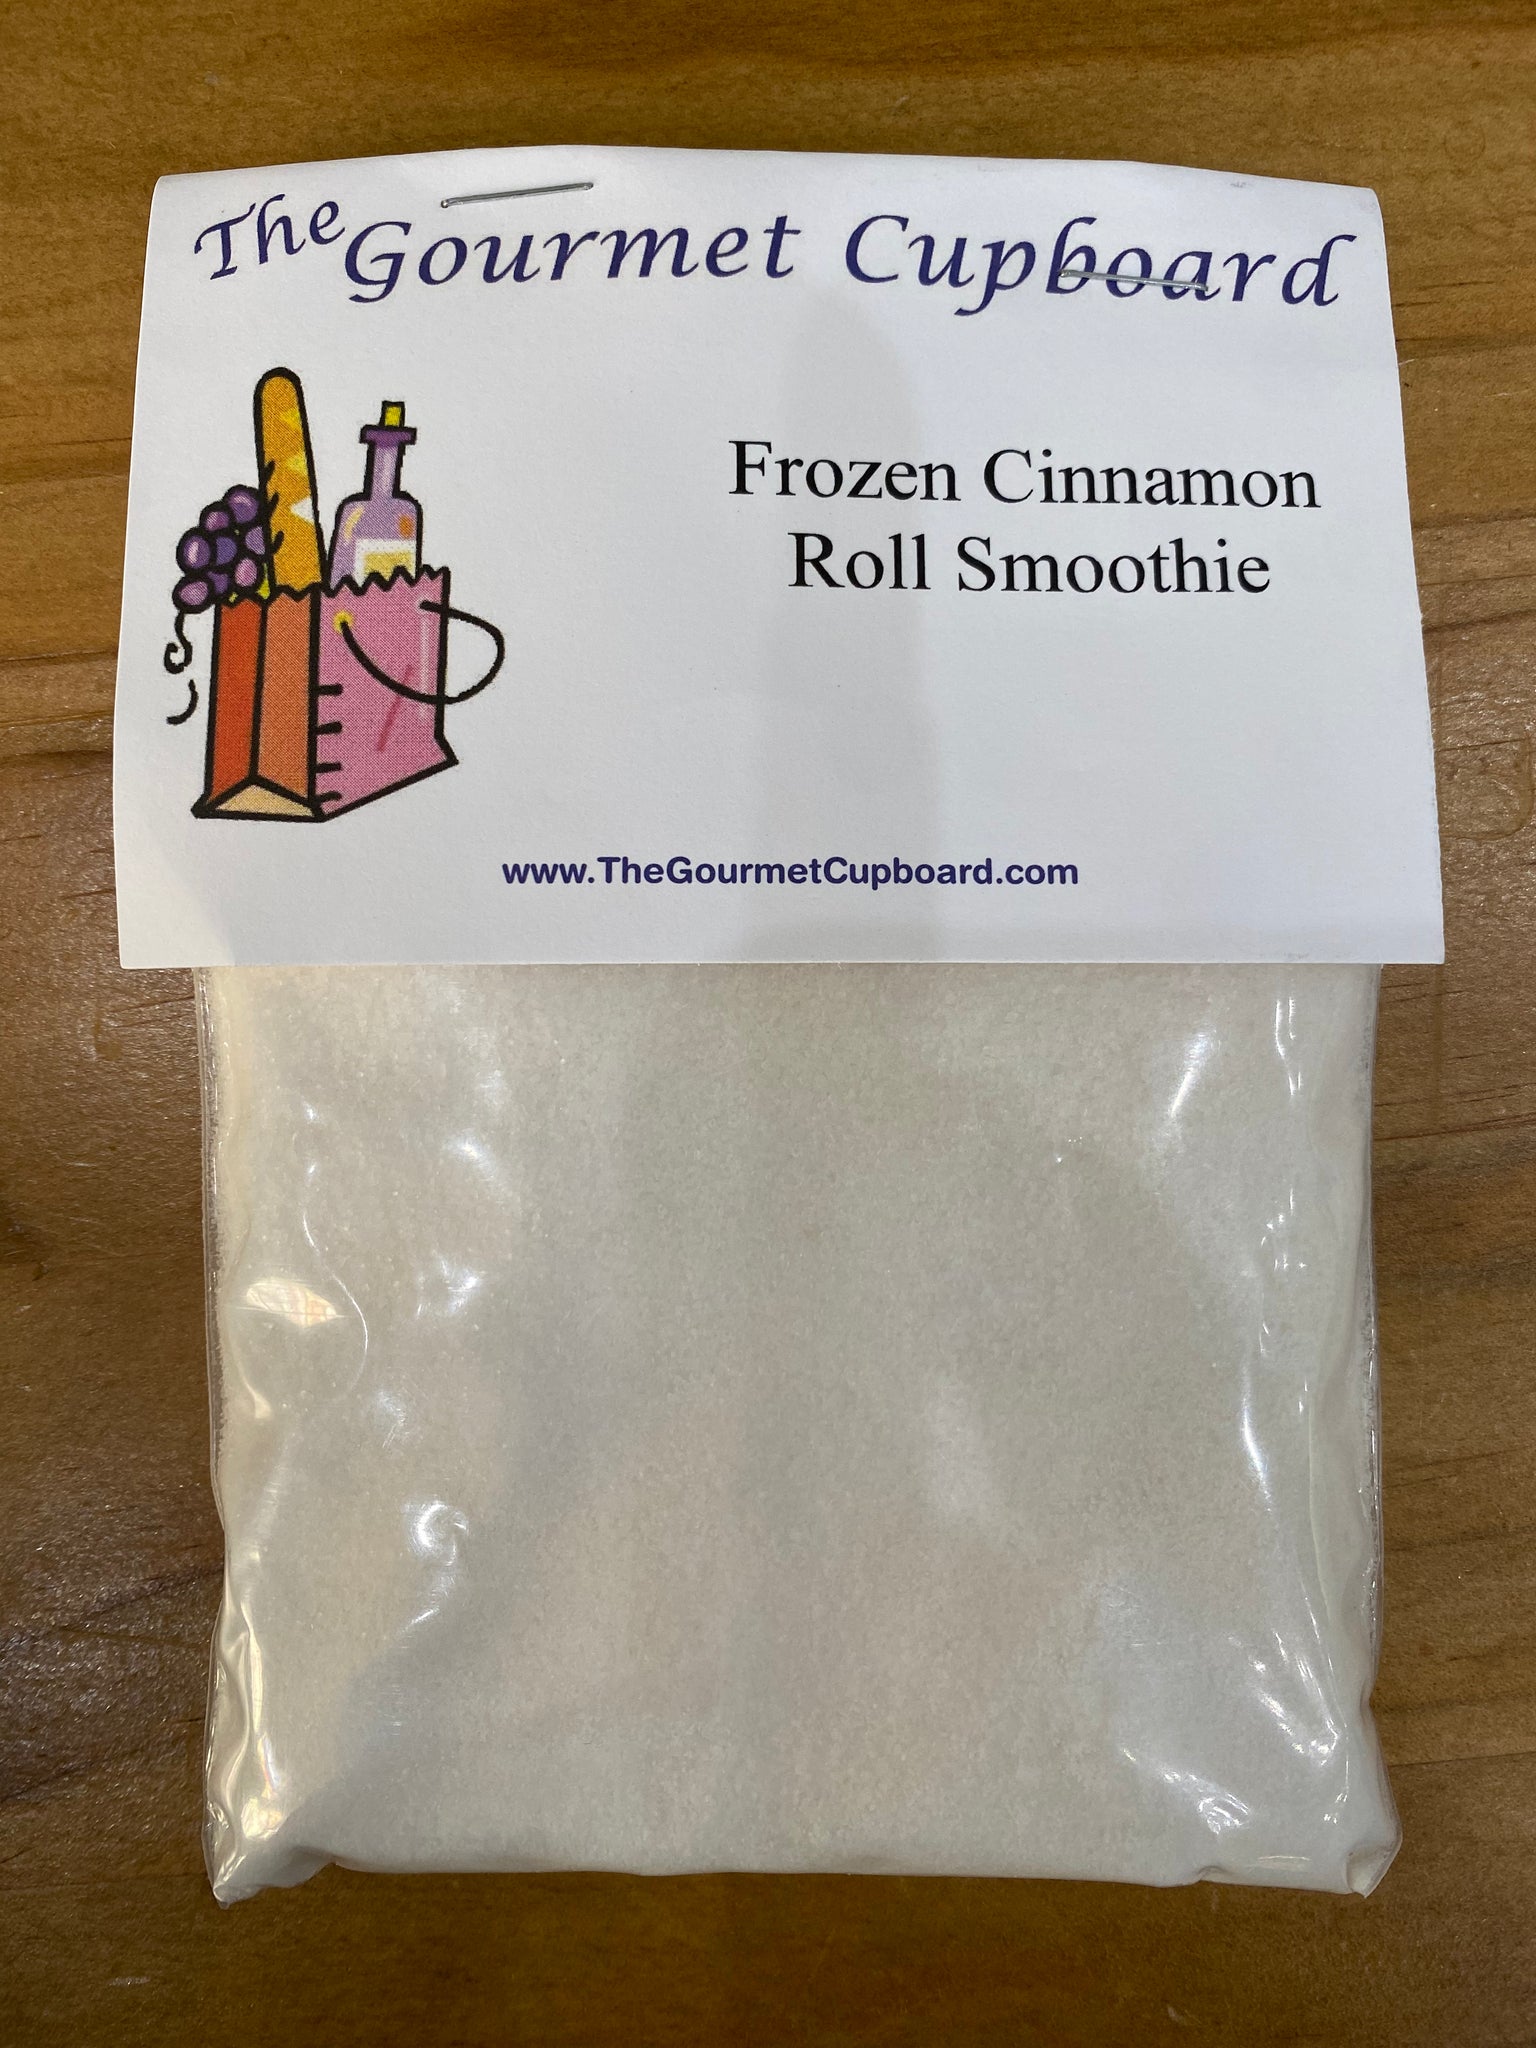 The Gourmet Cupboard
Frozen Cinnamon
Roll Smoothie
www.TheGourmetCupboard.com